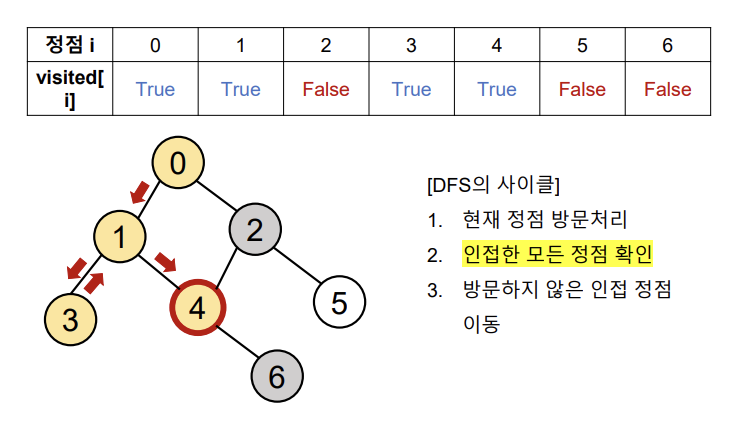 정점 i 0 1 2 3 4 5 6
visited[
i] True True False True True False False
0
1
2
3
4
5
6
[DFS의 사이클]
1. 현재 정점 방문처리
2. 인접한 모든 정점 확인
3. 방문하지 않은 인접 정점
이동